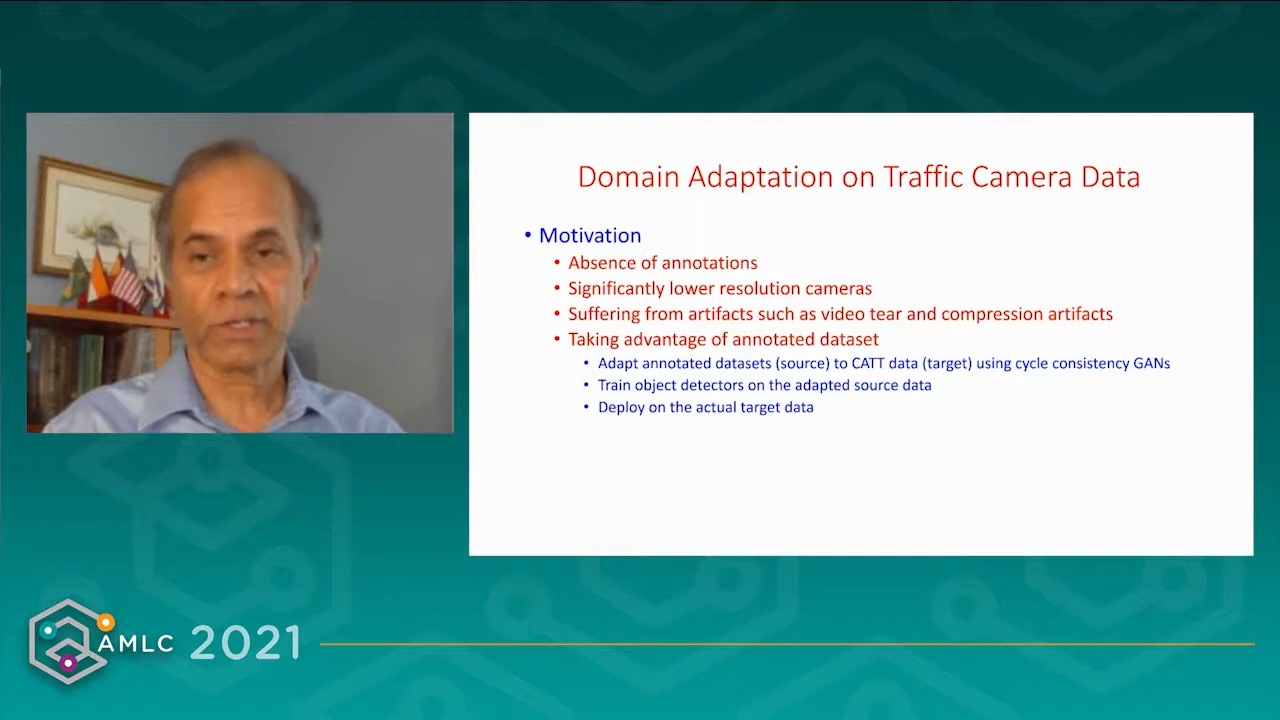 Domain Adaptation on Traffic Camera Data
• Motivation
• Absence of annotations
• Significantly lower resolution cameras
• Suffering from artifacts such as video tear and compression artifacts
• Taking advantage of annotated dataset
• Adapt annotated datasets (source) to CATT data (target) using cycle consistency GANs
• Train object detectors on the adapted source data
• Deploy on the actual target data
AMLC 2021